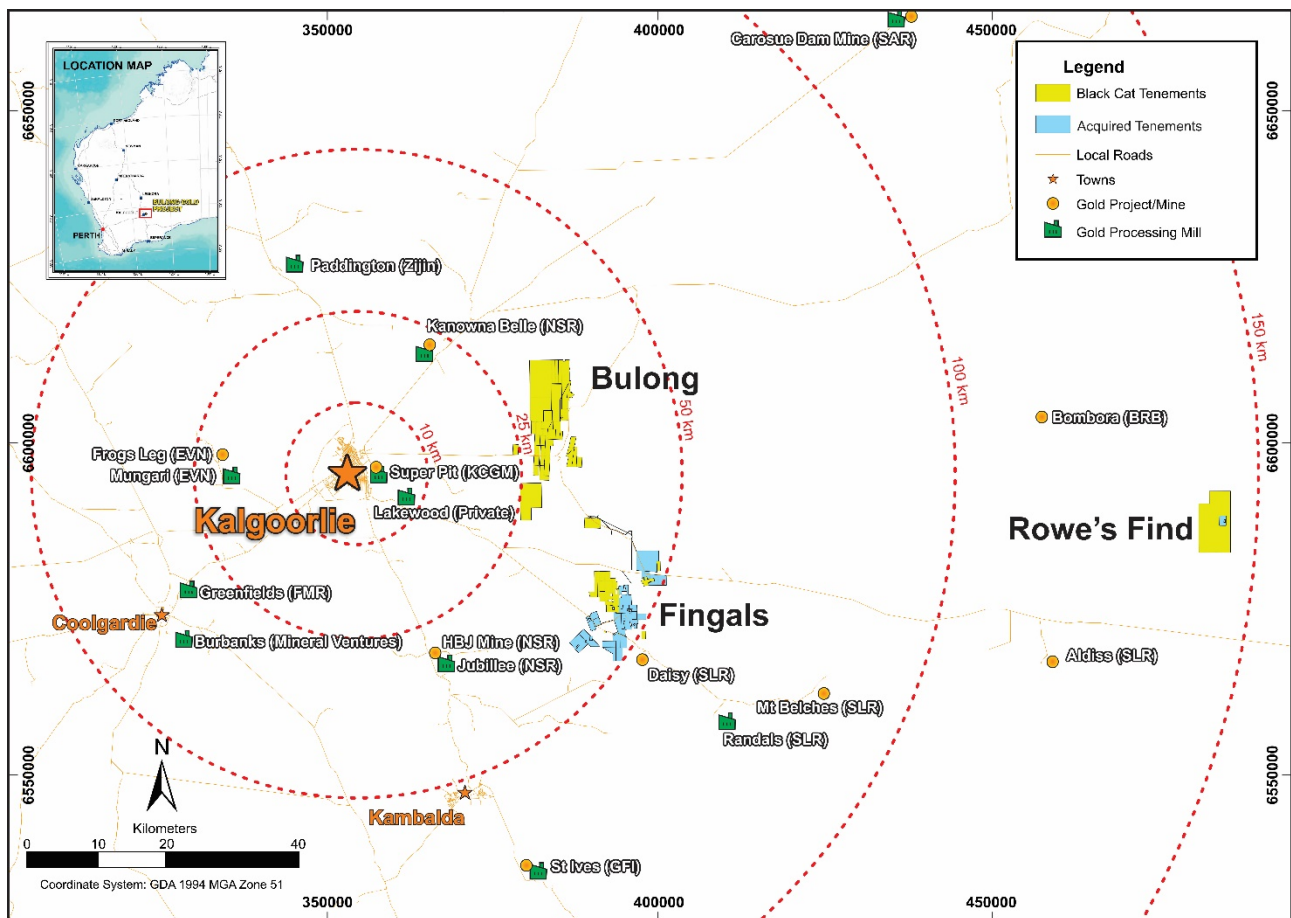 350000
400000
450000
Carosue Dam Mine (SAR)
LOCATION MAP
BULONG GOLD
PROJECT
PERTH
Legend
Black Cat Tenements
Acquired Tenements
Local Roads
Towns
Gold Project/Mine
Gold Processing Mill
6650000
6650000
Paddington (Zijin)
Kanowna Belle (NSR)
Bulong
150 km
100 km
50 km
25 km
10 km
Bombora (BRB)
6600000
6600000
Frogs Leg (EVN)
Mungari (EVN)
Super Pit (KCGM)
Lakewood (Private)
Kalgoorlie
Rowe's Find
Greenfields (FMR)
Coolgardie
Fingals
Burbanks (Mineral Ventures)
HBJ Mine (NSR)
Jubillee (NSR)
Daisy (SLR)
Aldiss (SLR)
Mt Belches (SLR)
Randals (SLR)
N
6550000
6550000
Kambalda
Kilometers
0 10 20 40
St Ives (GFI)
Coordinate System: GDA 1994 MGA Zone 51
350000
400000
450000